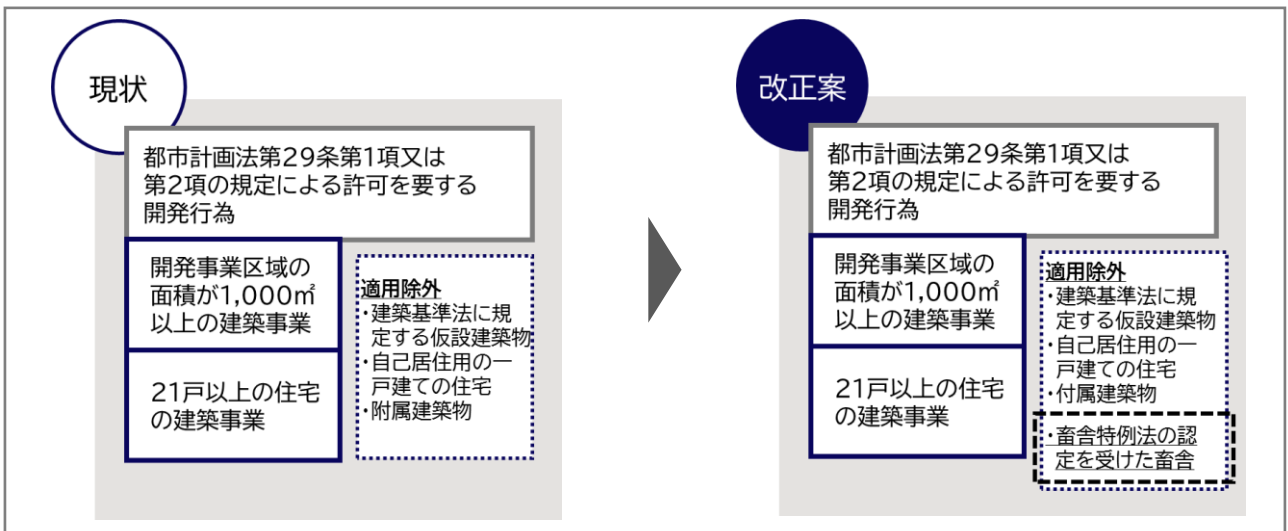 現状
都市計画法第29条第1項又は
第2項の規定による許可を要する
開発行為
開発事業区域の
面積が1,000㎡
以上の建築事業
21戸以上の住宅
の建築事業
適用除外
・建築基準法に規
定する仮設建築物
・自己居住用の一
戸建ての住宅
・附属建築物
改正案
都市計画法第29条第1項又は
第2項の規定による許可を要する
開発行為
開発事業区域の
面積が1,000㎡
以上の建築事業
21戸以上の住宅
の建築事業
適用除外
・建築基準法に規
定する仮設建築物
・自己居住用の一
戸建ての住宅
・付属建築物
・畜舎特例法の認
定を受けた畜舎